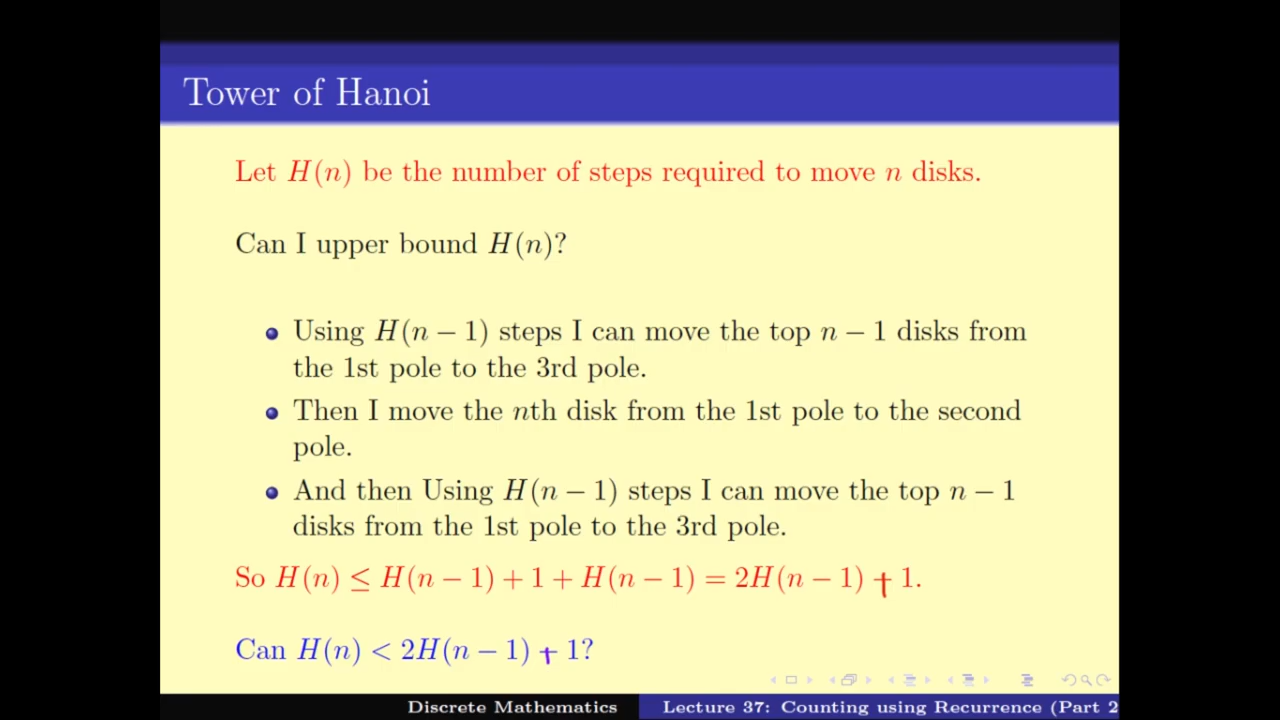 Tower of Hanoi
Let H(n) be the number of steps required to move n disks.
Can I upper bound H(n)?
Using H(n − 1) steps I can move the top n − 1 disks from
the 1st pole to the 3rd pole.
Then I move the nth disk from the 1st pole to the second
pole.
And then Using H(n − 1) steps I can move the top n − 1
disks from the 1st pole to the 3rd pole.
So H(n) ≤ H(n − 1) + 1 + H(n − 1) = 2H(n − 1) + 1.
Can H(n) < 2H(n − 1) + 1?
Discrete Mathematics
Lecture 37: Counting using Recurrence (Part 2